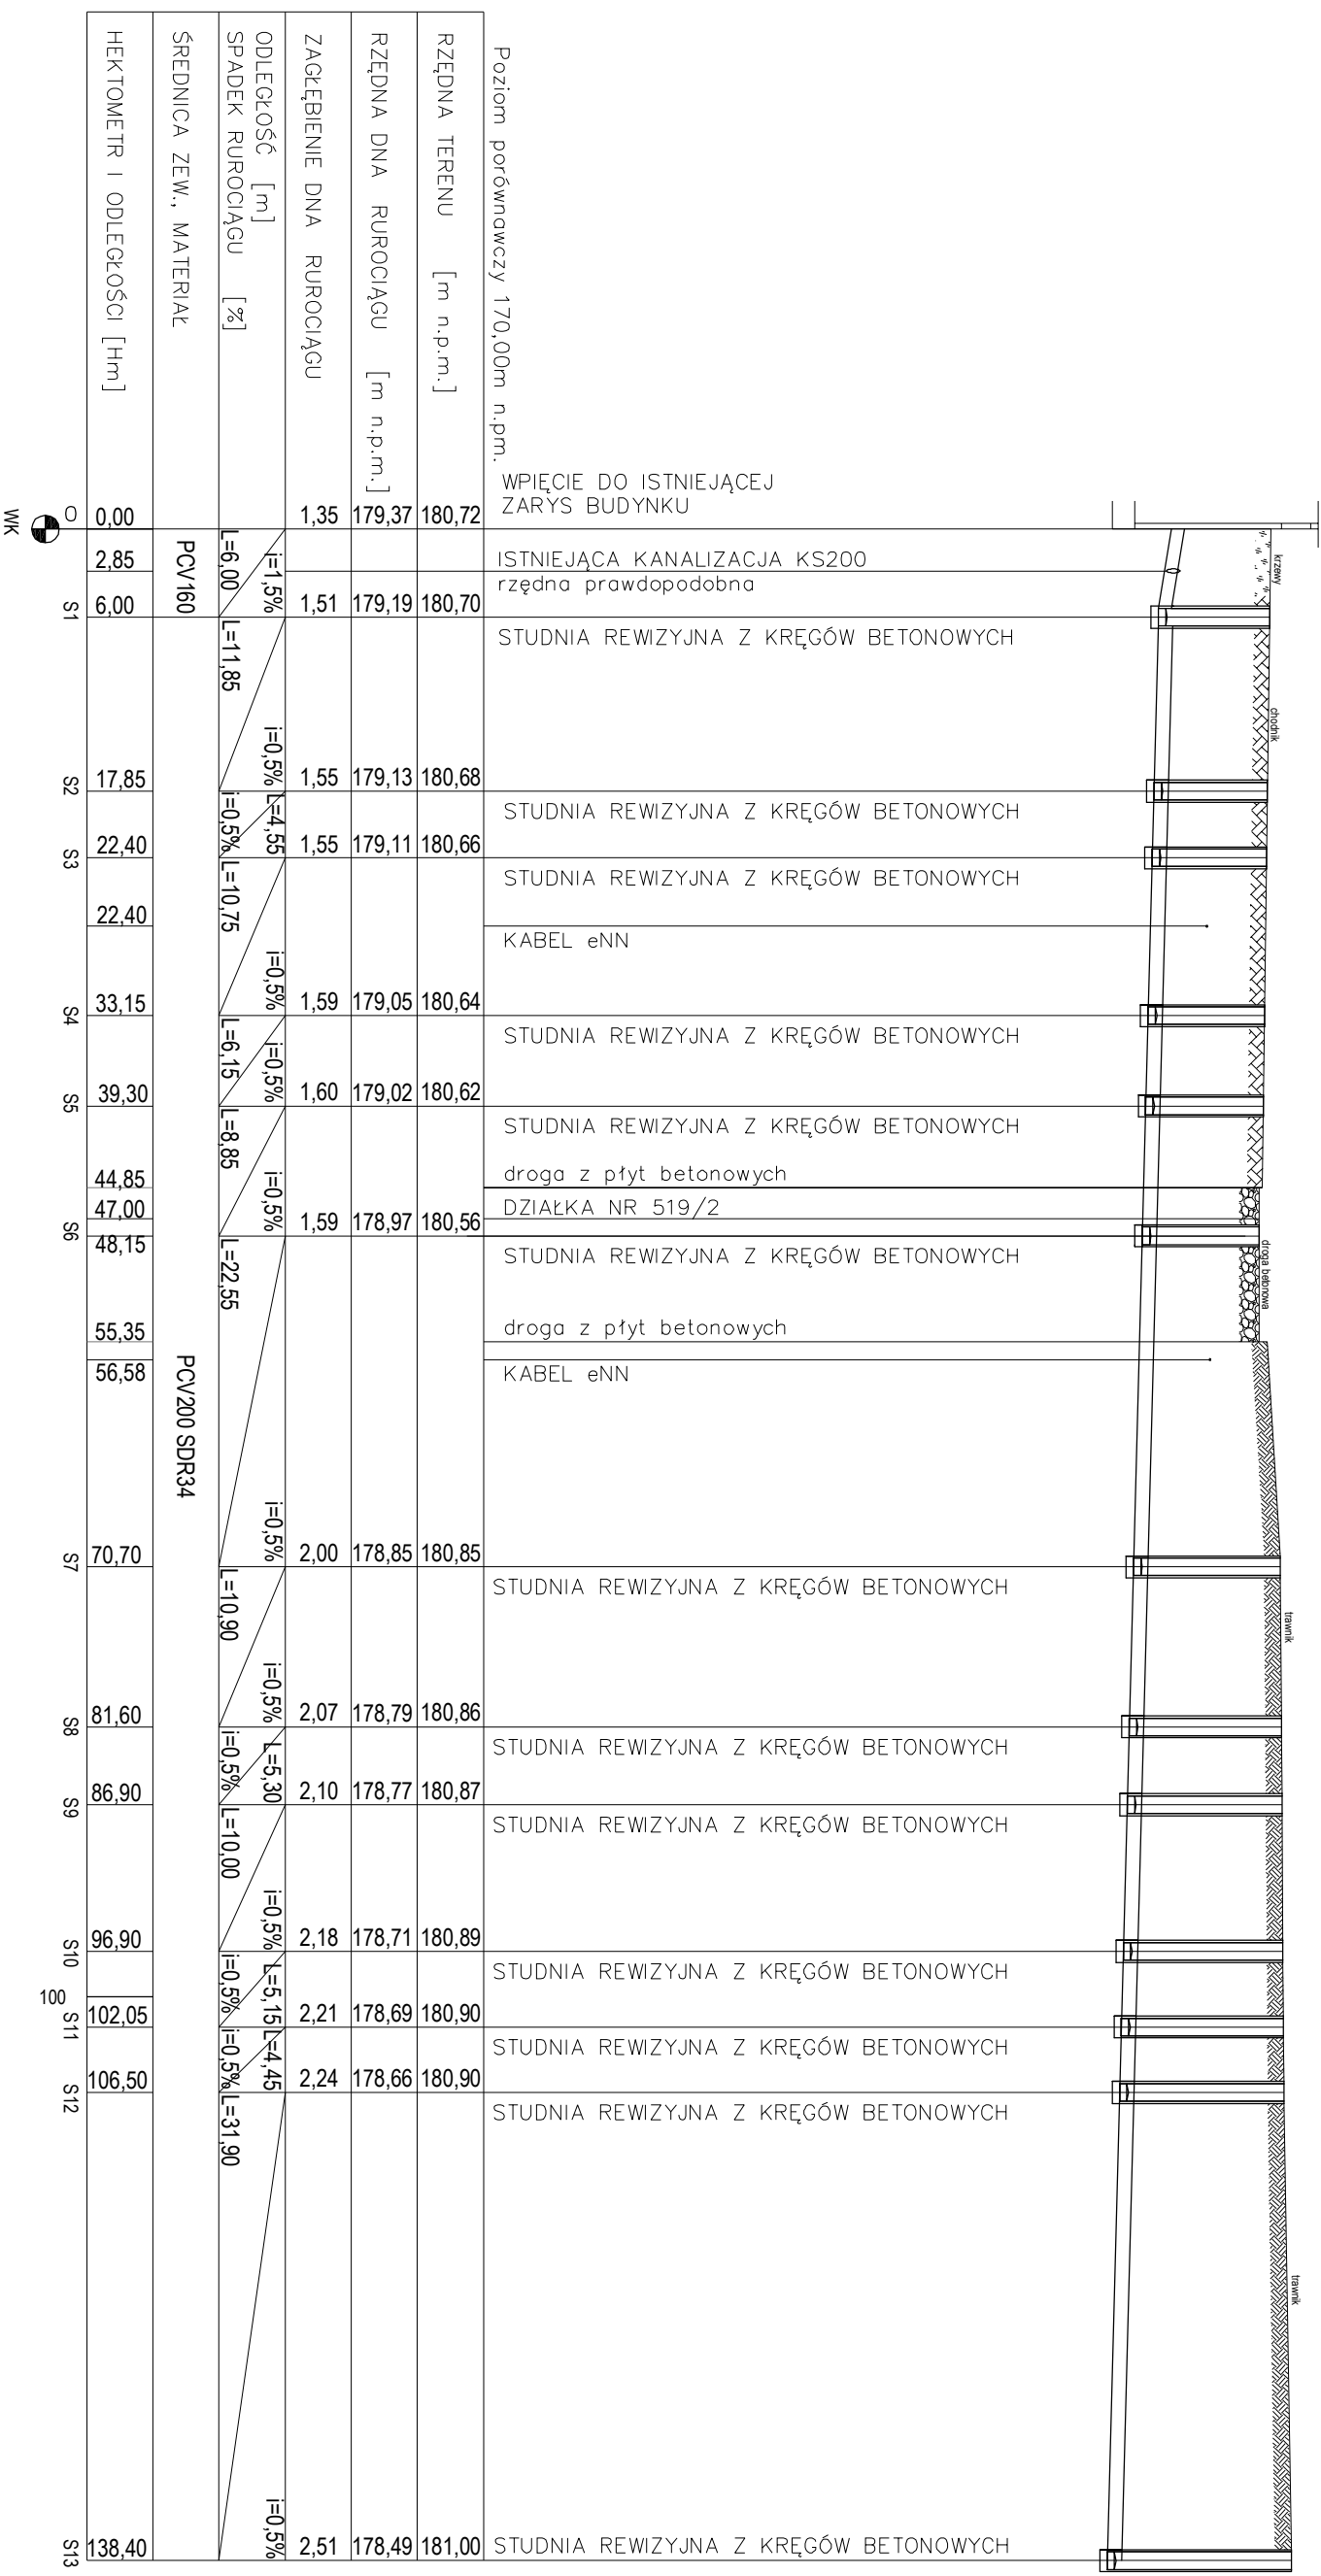 Poziom porównawczy 170,00m n.pm.
RZĘDNA TERENU [m n.p.m.]
RZĘDNA DNA RUROCIĄGU [m n.p.m.]
ZAGŁĘBIENIE DNA RUROCIĄGU
ODLEGŁOŚĆ [m]
SPADEK RUROCIĄGU [%]
ŚREDNICA ZEW., MATERIAŁ
HEKTOMETR I ODLEGŁOŚCI [Hm]
WPIĘCIE DO ISTNIEJĄCEJ
ZARYS BUDYNKU
0,00 1,35 179,37 180,72
O
WK
krzewy
L=6,00 i=1,5%
PCV160
2,85
ISTNIEJĄCA KANALIZACJA KS200
rzędna prawdopodobna
S1 6,00 1,51 179,19 180,70
STUDNIA REWIZYJNA Z KRĘGÓW BETONOWYCH
L=11,85 i=0,5%
chodnik
S2 17,85 1,55 179,13 180,68
STUDNIA REWIZYJNA Z KRĘGÓW BETONOWYCH
i=0,5% L=4,55
S3 22,40 1,55 179,11 180,66
STUDNIA REWIZYJNA Z KRĘGÓW BETONOWYCH
L=10,75 i=0,5%
22,40
KABEL eNN
S4 33,15 1,59 179,05 180,64
STUDNIA REWIZYJNA Z KRĘGÓW BETONOWYCH
L=6,15 i=0,5%
S5 39,30 1,60 179,02 180,62
STUDNIA REWIZYJNA Z KRĘGÓW BETONOWYCH
L=8,85 i=0,5%
44,85
droga z płyt betonowych
47,00
DZIAŁKA NR 519/2
S6 48,15 1,59 178,97 180,56
STUDNIA REWIZYJNA Z KRĘGÓW BETONOWYCH
droga betonowa
L=22,55 i=0,5%
55,35
droga z płyt betonowych
56,58
KABEL eNN
PCV200 SDR34
S7 70,70 2,00 178,85 180,85
STUDNIA REWIZYJNA Z KRĘGÓW BETONOWYCH
L=10,90 i=0,5%
trawnik
S8 81,60 2,07 178,79 180,86
STUDNIA REWIZYJNA Z KRĘGÓW BETONOWYCH
i=0,5% L=5,30
S9 86,90 2,10 178,77 180,87
STUDNIA REWIZYJNA Z KRĘGÓW BETONOWYCH
L=10,00 i=0,5%
S10 96,90 2,18 178,71 180,89
STUDNIA REWIZYJNA Z KRĘGÓW BETONOWYCH
i=0,5% L=5,15
100
S11 102,05 2,21 178,69 180,90
STUDNIA REWIZYJNA Z KRĘGÓW BETONOWYCH
i=0,5% L=4,45
S12 106,50 2,24 178,66 180,90
STUDNIA REWIZYJNA Z KRĘGÓW BETONOWYCH
L=31,90 i=0,5%
trawnik
S13 138,40 2,51 178,49 181,00
STUDNIA REWIZYJNA Z KRĘGÓW BETONOWYCH